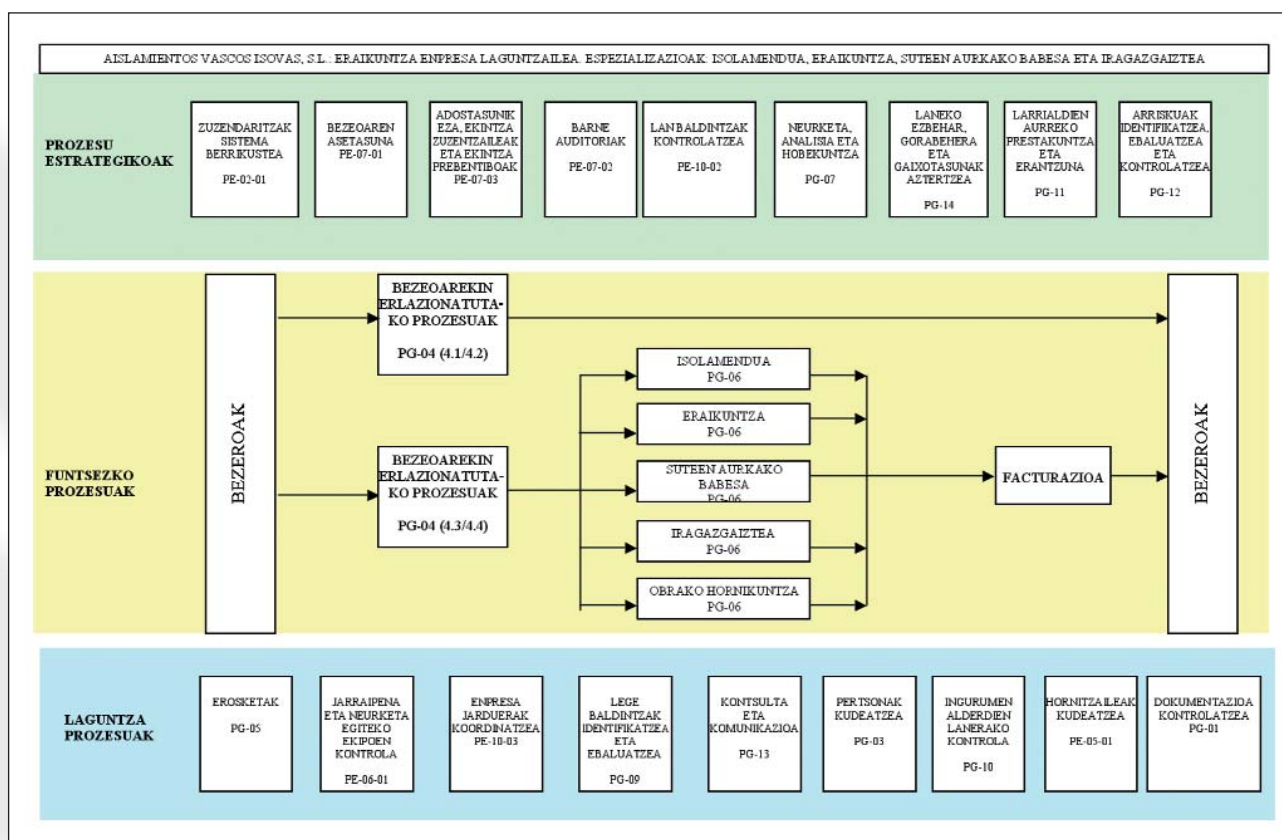 AISLAMIENTOS VASCOS ISOVAS, S.L.: ERAIKUNTZA ENPRESA LAGUNTZAILEA. ESPEZIALIZAZIOAK: ISOLAMENDUA, ERAIKUNTZA, SUTEEN AURKAKO BABESA ETA IRAGAZGAIZTEA
PROZESU
ESTRATEGIKOAK
ZUZENDARITZAK
SISTEMA
BERRIKUSTEA
PE-02-01
BEZEOAREN
ASETASUNA
PE-07-01
ADOSTASUNIK
EZA, EKINTZA
ZUZENTZAILEAK
ETA EKINTZA
PREBENTIBOAK
PE-07-03
BARNE
AUDITORIAK
PE-07-02
LAN BALDINTZAK
KONTROLATZEA
PE-10-02
NEURKETA,
ANALISIA ETA
HOBEKUNTZA
PG-07
LANEKO
EZBEHAR,
GORABEHERA
ETA
GAIXOTASUNAK
AZTERTZEA
PG-14
LARRIALDIEN
AURREKO
PRESTAKUNTZA
ETA
ERANTZUNA
PG-11
ARRISKUAK
IDENTIFIKATZEA,
EBALUATZEA
ETA
KONTROLATZEA
PG-12
FUNTSEZKO
PROZESUAK
BEZEROAK
BEZEOAREKIN
ERLAZIONATUTA-
KO PROZESUAK
PG-04 (4.1/4.2)
BEZEOAREKIN
ERLAZIONATUTA-
KO PROZESUAK
PG-04 (4.3/4.4)
ISOLAMENDUA
PG-06
ERAIKUNTZA
PG-06
SUTEEN AURKAKO
BABESA
PG-06
IRAGAZGAIZTEA
PG-06
OBRAKO HORNIKUNTZA
PG-06
FACTURAZIOA
BEZEROAK
LAGUNTZA
PROZESUAK
EROSKETAK
PG-05
JARRAIPENA
ETA NEURKETA
EGITEKO
EKIPOEN
KONTROLA
PE-06-01
ENPRESA
JARDUERAK
KOORDINATZEA
PE-10-03
LEGE
BALDINTZAK
IDENTIFIKATZEA
ETA
EBALUATZEA
PG-09
KONTSULTA
ETA
KOMUNIKAZIOA
PG-13
PERTSONAK
KUDEATZEA
PG-03
INGURUMEN
ALDERDIEN
LANERAKO
KONTROLA
PG-10
HORNITZAILEAK
KUDEATZEA
PE-05-01
DOKUMENTAZIOA
KONTROLATZEA
PG-01